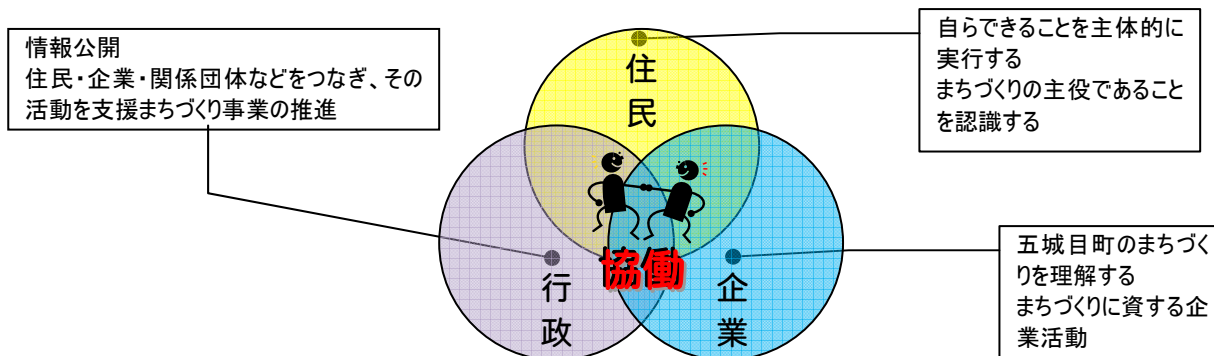 情報公開
住民・企業・関係団体などをつなぎ、その
活動を支援まちづくり事業の推進
住民
自らできることを主体的に
実行する
まちづくりの主役であること
を認識する
協働
行政
企業
五城目町のまちづく
りを理解する
まちづくりに資する企
業活動